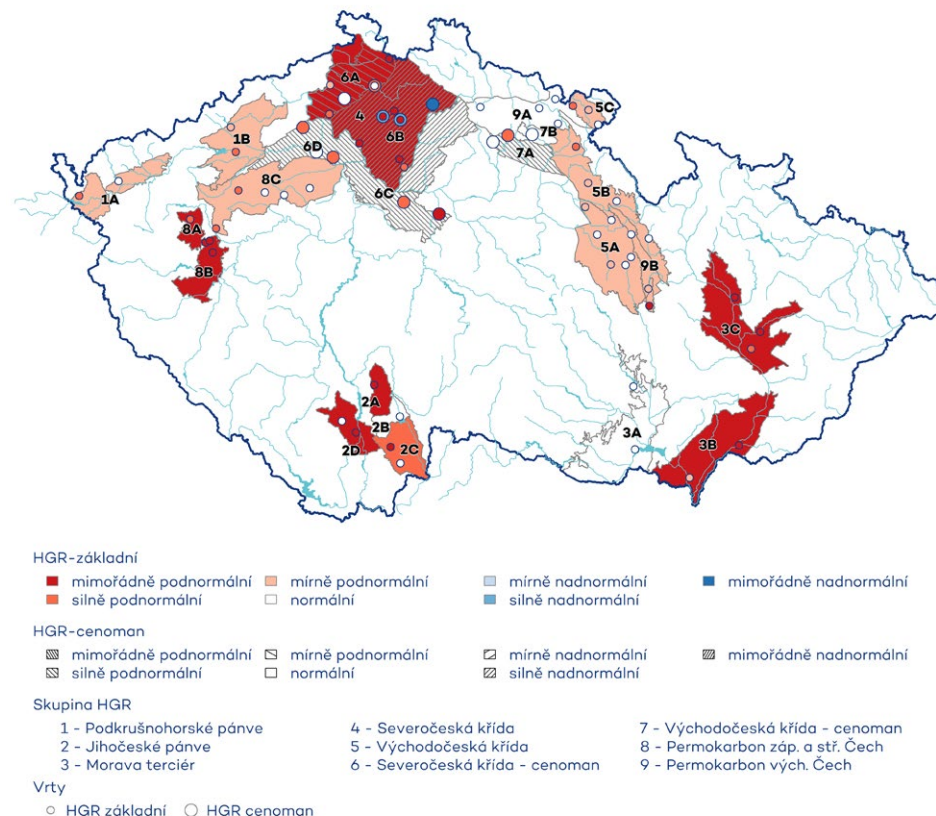 6A
4
6B
5C
9A
7B
7A
1B
6D
8C
6C
1A
5B
8A
8B
5A
9B
3C
2A
2B
2D
2C
3A
3B
HGR-základní
mimořádně podnormální mírně podnormální mírně nadnormální mimořádně nadnormální
silně podnormální normální silně nadnormální
HGR-cenoman
mimořádně podnormální mírně podnormální mírně nadnormální mimořádně nadnormální
silně podnormální normální silně nadnormální
Skupina HGR
1 - Podkrušnohorské pánve 4 - Severočeská křída 7 - Východočeská křída - cenoman
2 - Jihočeské pánve 5 - Východočeská křída 8 - Permokarbon záp. a stř. Čech
3 - Morava terciér 6 - Severočeská křída - cenoman 9 - Permokarbon vých. Čech
Vrty
HGR základní HGR cenoman